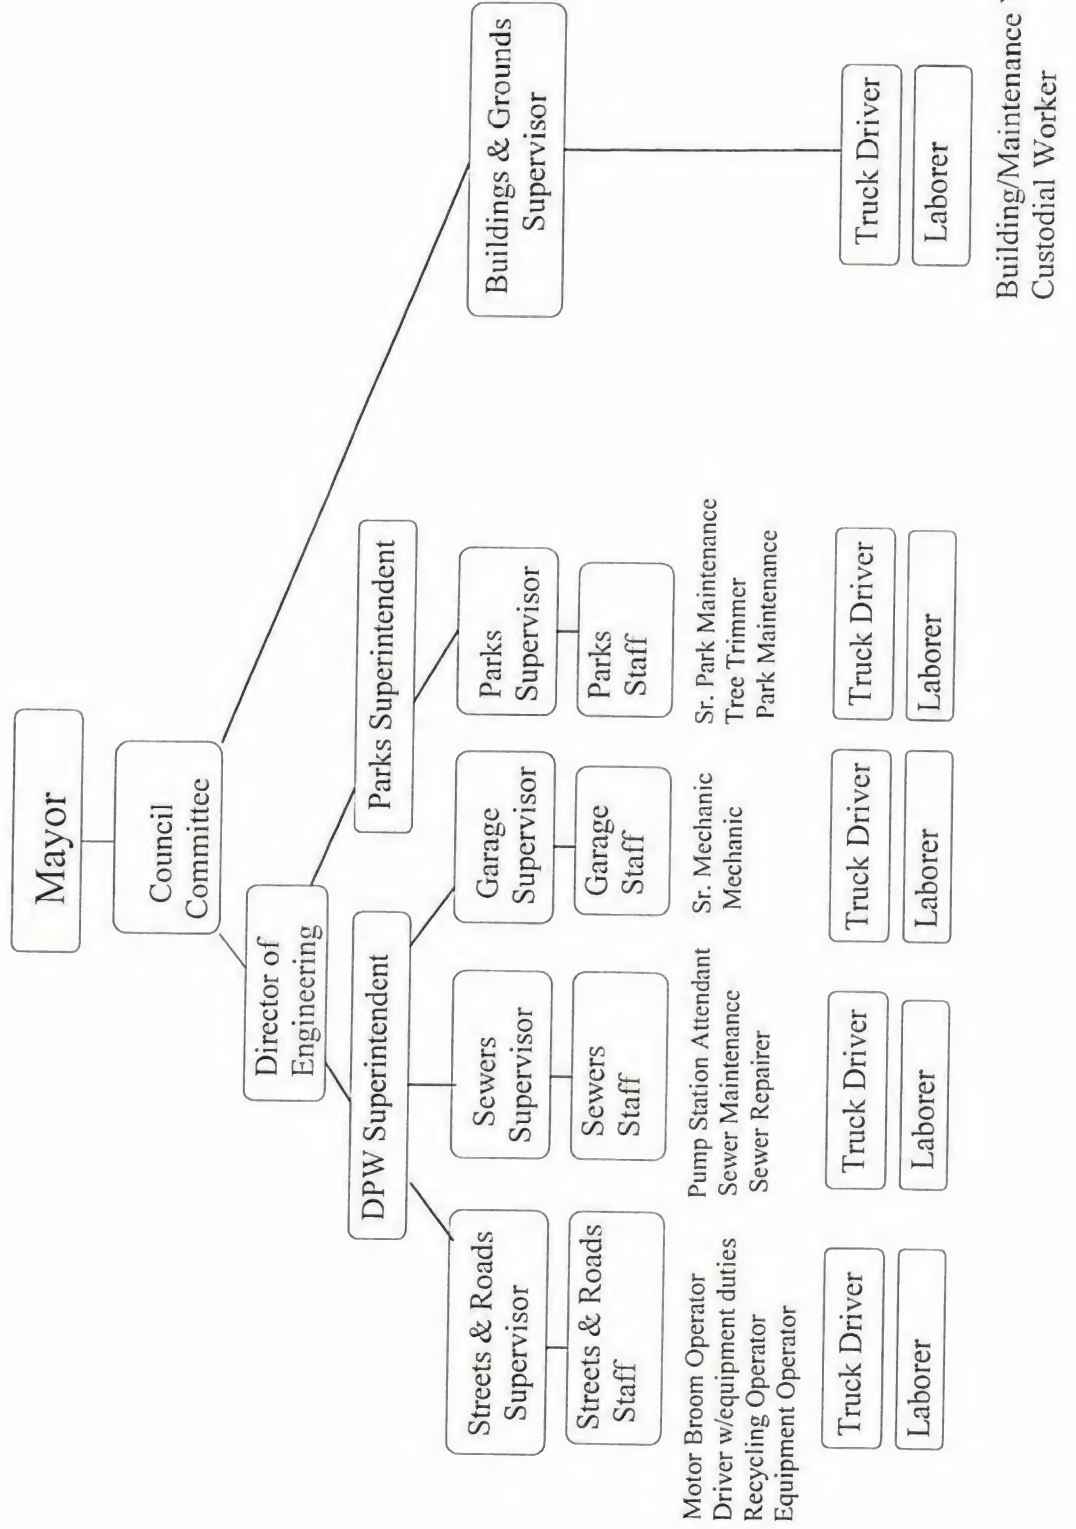 Mayor
Council
Committee
Director of
Engineering
DPW Superintendent
Parks Superintendent
Streets & Roads
Supervisor
Sewers
Supervisor
Garage
Supervisor
Parks
Supervisor
Buildings & Grounds
Supervisor
Streets & Roads
Staff
Sewers
Staff
Garage
Staff
Parks
Staff
Motor Broom Operator
Driver w/equipment duties
Recycling Operator
Equipment Operator
Pump Station Attendant
Sewer Maintenance
Sewer Repairer
Sr. Mechanic
Mechanic
Sr. Park Maintenance
Tree Trimmer
Park Maintenance
Truck Driver
Laborer
Truck Driver
Laborer
Truck Driver
Laborer
Truck Driver
Laborer
Truck Driver
Laborer
Building/Maintenance
Custodial Worker